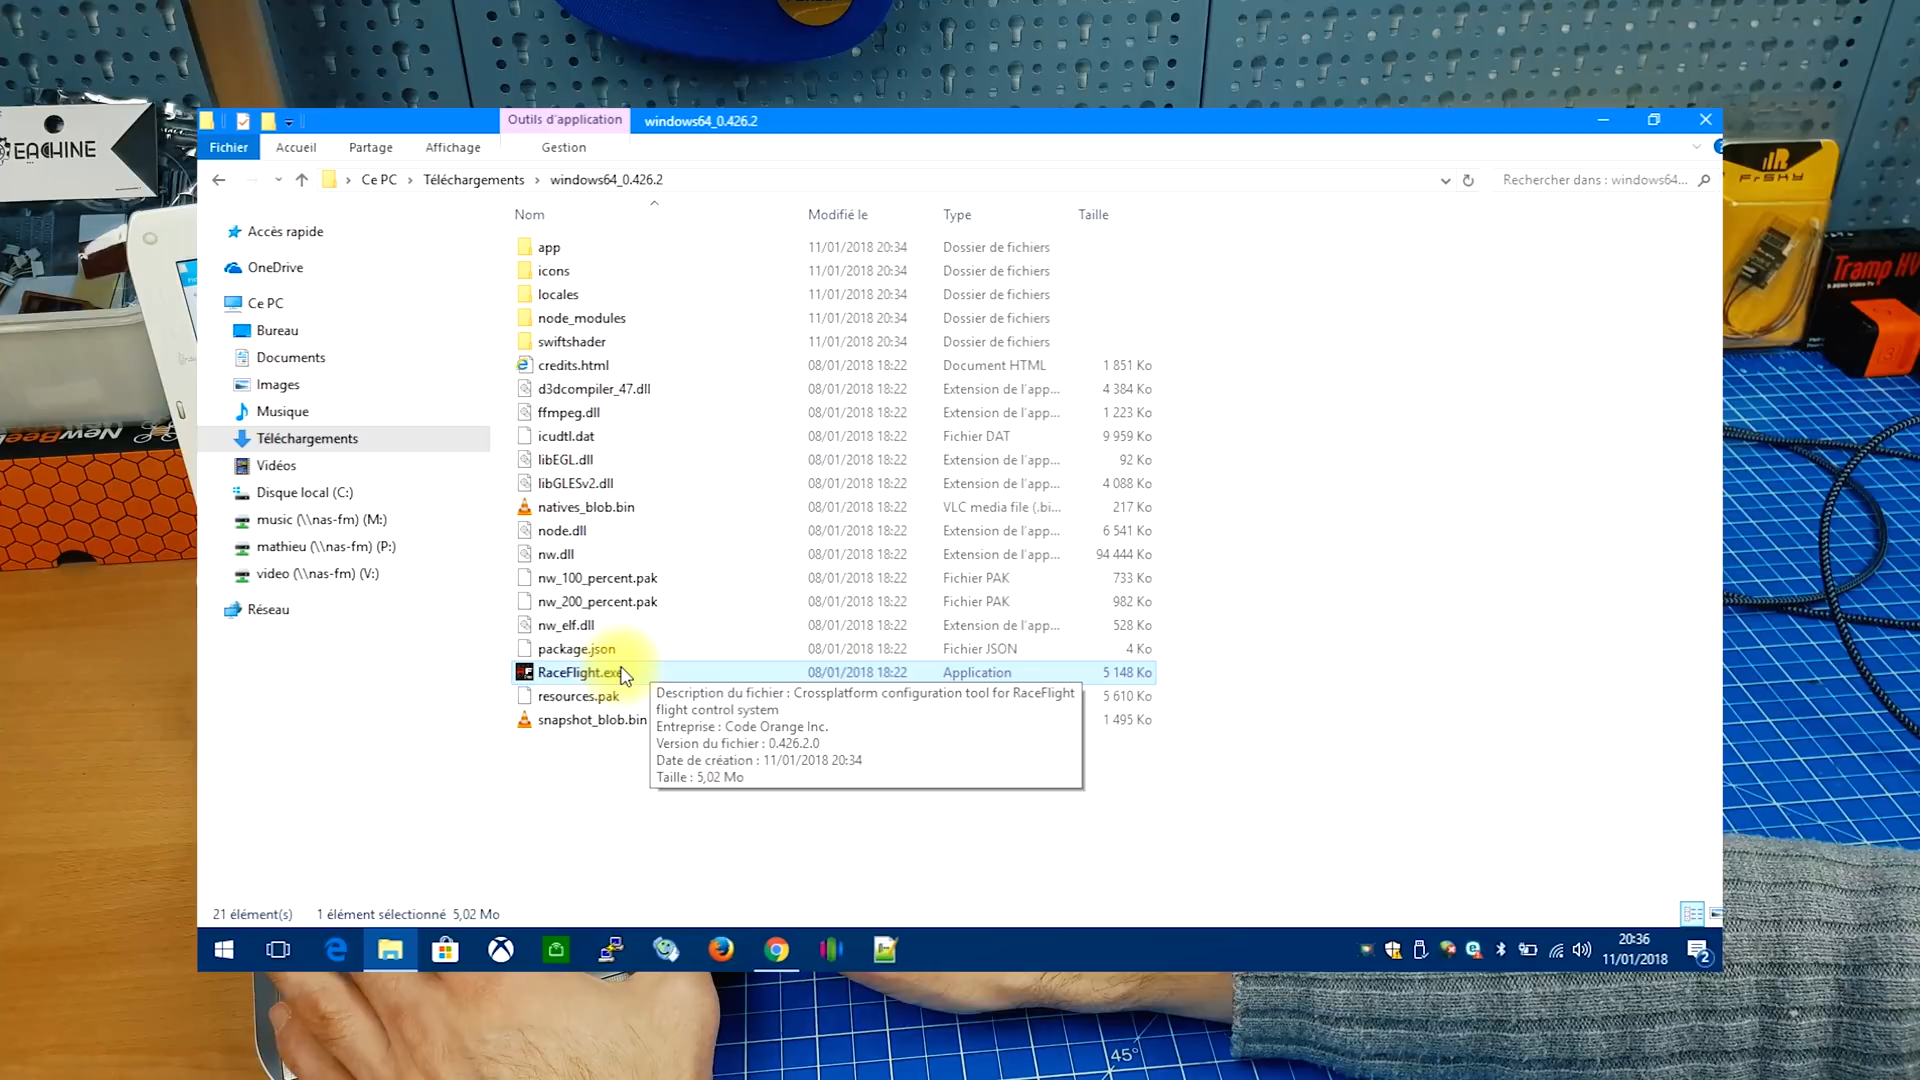 EACHINE
FrSKY
Tramp HV
NewBee
45°
Outils d'application
windows64_0.426.2
Fichier
Accueil
Partage
Affichage
Gestion
Ce PC
Téléchargements
windows64_0.426.2
Rechercher dans : windows64...
Accès rapide
OneDrive
Ce PC
Bureau
Documents
Images
Musique
Téléchargements
Vidéos
Disque local (C:)
music (\\nas-fm) (M:)
mathieu (\\nas-fm) (P:)
video (\\nas-fm) (V:)
Réseau
Nom Modifié le Type Taille
app 11/01/2018 20:34 Dossier de fichiers
icons 11/01/2018 20:34 Dossier de fichiers
locales 11/01/2018 20:34 Dossier de fichiers
node_modules 11/01/2018 20:34 Dossier de fichiers
swiftshader 11/01/2018 20:34 Dossier de fichiers
credits.html 08/01/2018 18:22 Document HTML 1 851 Ko
d3dcompiler_47.dll 08/01/2018 18:22 Extension de l'app... 4 384 Ko
ffmpeg.dll 08/01/2018 18:22 Extension de l'app... 1 223 Ko
icudtl.dat 08/01/2018 18:22 Fichier DAT 9 959 Ko
libEGL.dll 08/01/2018 18:22 Extension de l'app... 92 Ko
libGLESv2.dll 08/01/2018 18:22 Extension de l'app... 4 088 Ko
natives_blob.bin 08/01/2018 18:22 VLC media file (.bi... 217 Ko
node.dll 08/01/2018 18:22 Extension de l'app... 6 541 Ko
nw.dll 08/01/2018 18:22 Extension de l'app... 94 444 Ko
nw_100_percent.pak 08/01/2018 18:22 Fichier PAK 733 Ko
nw_200_percent.pak 08/01/2018 18:22 Fichier PAK 982 Ko
nw_elf.dll 08/01/2018 18:22 Extension de l'app... 528 Ko
package.json 08/01/2018 18:22 Fichier JSON 4 Ko
RaceFlight.exe 08/01/2018 18:22 Application 5 148 Ko
resources.pak 5 610 Ko
snapshot_blob.bin 1 495 Ko
Description du fichier : Crossplatform configuration tool for RaceFlight
flight control system
Entreprise : Code Orange Inc.
Version du fichier : 0.426.2.0
Date de création : 11/01/2018 20:34
Taille : 5,02 Mo
21 élément(s) 1 élément sélectionné 5,02 Mo
20:36
11/01/2018
2